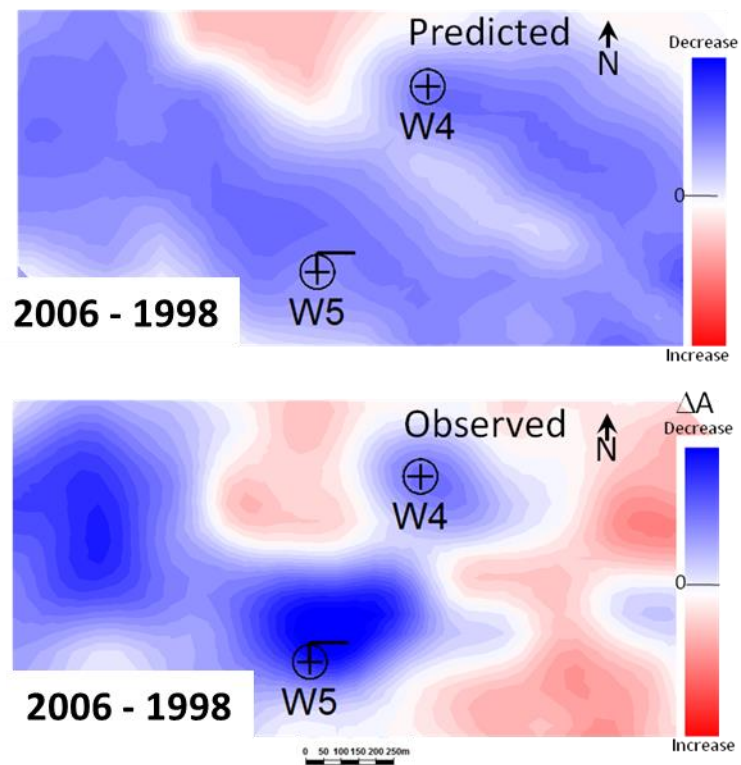 Predicted
N
Decrease
W4
0
W5
2006 - 1998
Increase
ΔA
Observed
N
Decrease
W4
0
W5
2006 - 1998
Increase
0 50 100 150 200 250m